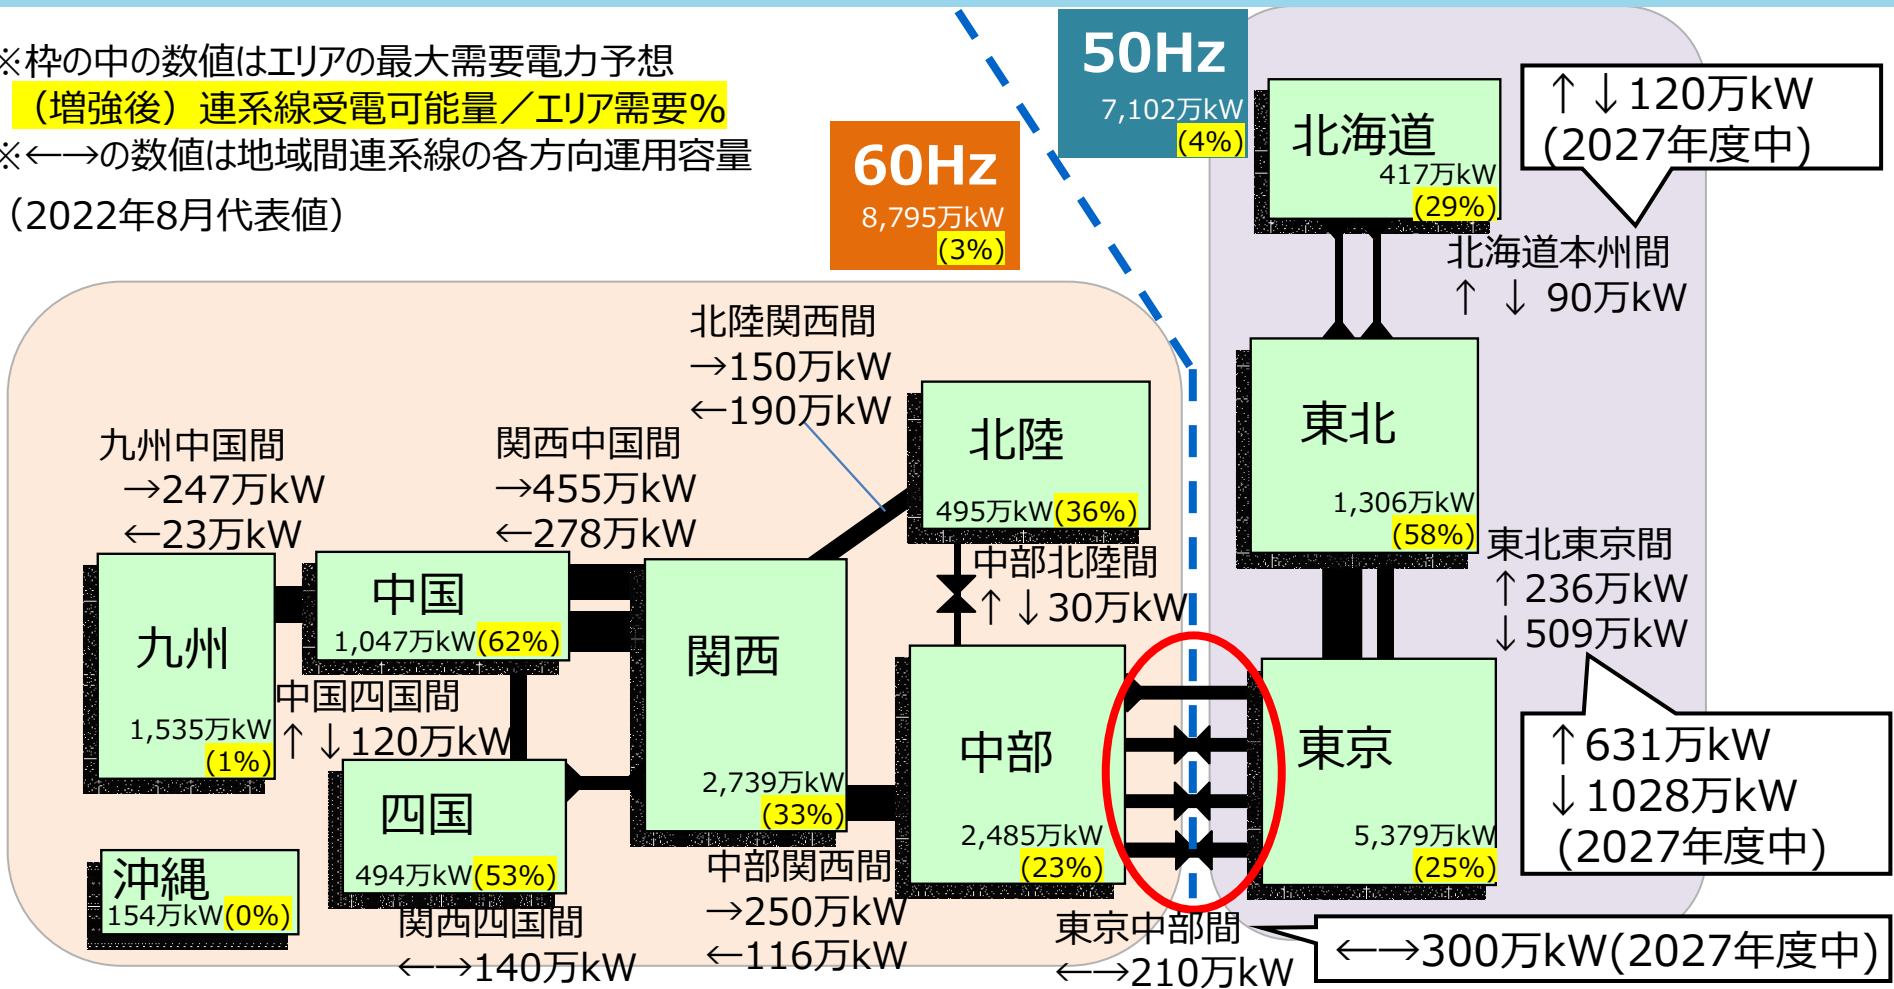 ※枠の中の数値はエリアの最大需要電力予想
（増強後）連系線受電可能量／エリア需要%
※←→の数値は地域間連系線の各方向運用容量
（2022年8月代表値）
60Hz
8,795万kW
(3%)
50Hz
7,102万kW
(4%)
北海道
417万kW
(29%)
↑↓120万kW
(2027年度中)
北海道本州間
↑ ↓ 90万kW
東北
1,306万kW
(58%)
東北東京間
↑236万kW
↓509万kW
↑631万kW
↓1028万kW
(2027年度中)
東京
5,379万kW
(25%)
北陸関西間
→150万kW
←190万kW
北陸
495万kW(36%)
中部北陸間
↑↓30万kW
九州中国間
→247万kW
←23万kW
関西中国間
→455万kW
←278万kW
九州
1,535万kW
(1%)
中国
1,047万kW(62%)
中国四国間
↑↓120万kW
四国
494万kW(53%)
関西四国間
←→140万kW
関西
2,739万kW
(33%)
中部関西間
→250万kW
←116万kW
中部
2,485万kW
(23%)
東京中部間
←→210万kW
←→300万kW(2027年度中)
沖縄
154万kW(0%)